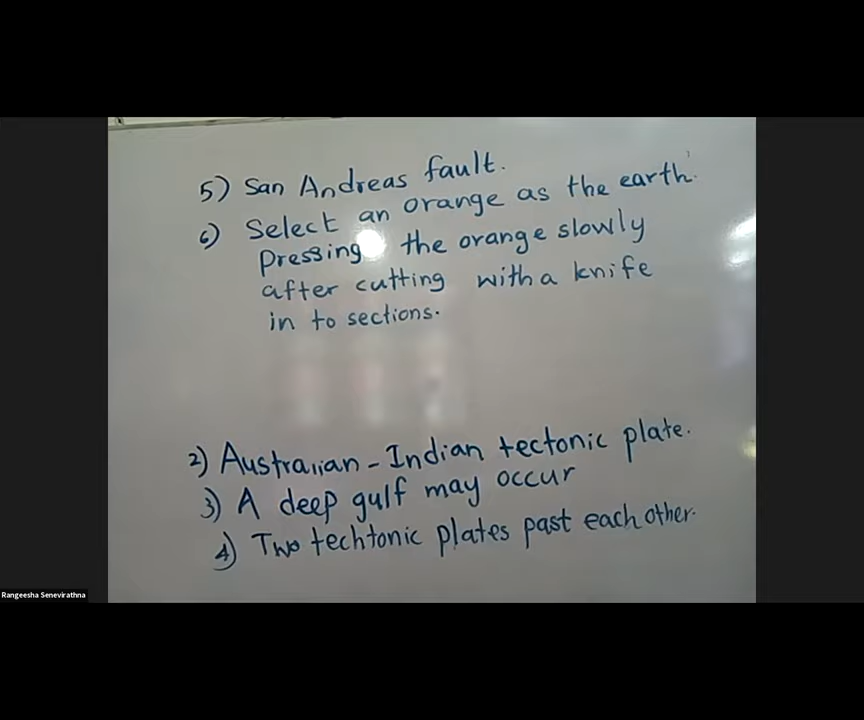 5) San Andreas fault.
6) Select an orange as the earth.
Pressing the orange slowly
after cutting with a knife
in to sections.
2) Australian - Indian tectonic plate.
3) A deep gulf may occur
4) Two techtonic plates past each other.
Rangeesha Senevirathna